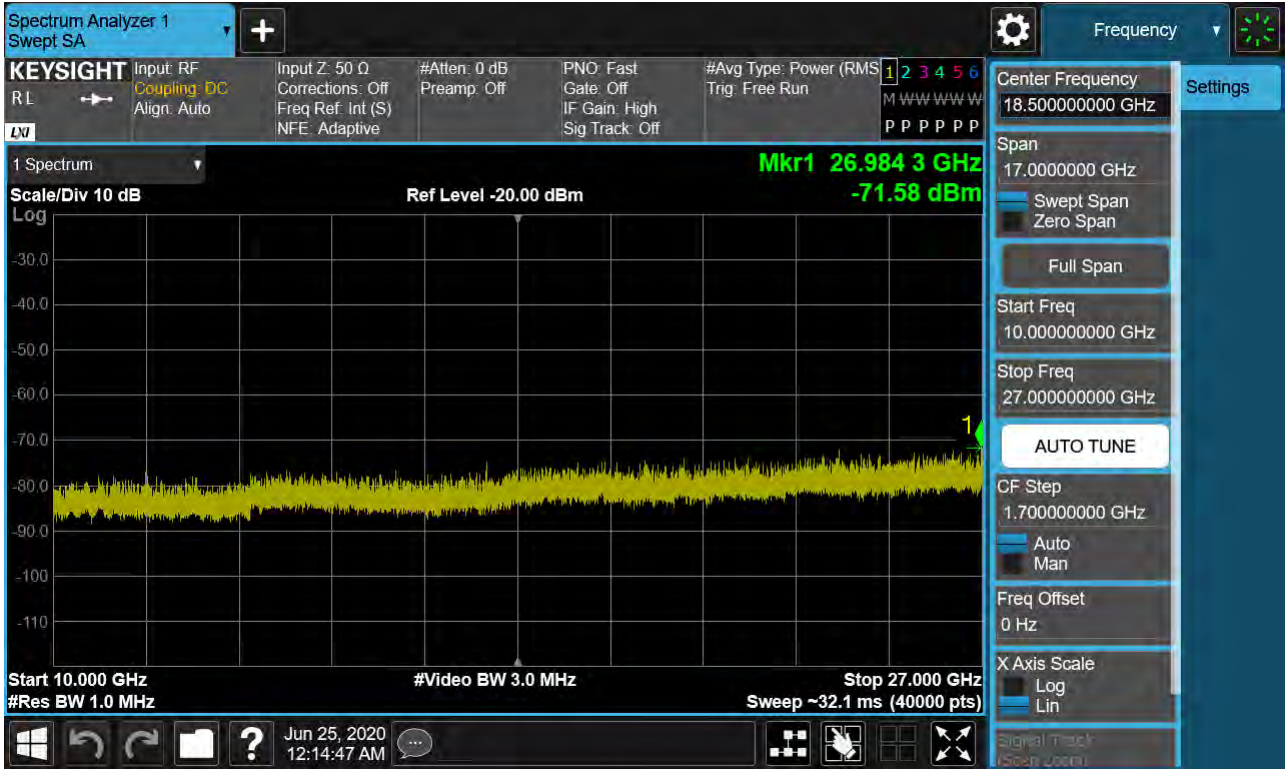 Spectrum Analyzer 1
Swept SA
Frequency
KEYSIGHT
RL
LXI
Input: RF
Coupling: DC
Align: Auto
Input Z: 50 Ω
Corrections: Off
Freq Ref: Int (S)
NFE: Adaptive
#Atten: 0 dB
Preamp: Off
PNO: Fast
Gate: Off
IF Gain: High
Sig Track: Off
#Avg Type: Power (RMS
Trig: Free Run
1 2 3 4 5 6
M W W W W W
P P P P P P
1 Spectrum
Mkr1 26.984 3 GHz
-71.58 dBm
Scale/Div 10 dB
Ref Level -20.00 dBm
Log
-30.0
-40.0
-50.0
-60.0
-70.0
-80.0
-90.0
-100
-110
1
Start 10.000 GHz
#Video BW 3.0 MHz
Stop 27.000 GHz
#Res BW 1.0 MHz
Sweep ~32.1 ms (40000 pts)
Jun 25, 2020
12:14:47 AM
Center Frequency
18.500000000 GHz
Settings
Span
17.0000000 GHz
Swept Span
Zero Span
Full Span
Start Freq
10.000000000 GHz
Stop Freq
27.000000000 GHz
AUTO TUNE
CF Step
1.700000000 GHz
Auto
Man
Freq Offset
0 Hz
X Axis Scale
Log
Lin
Signal Track
(Span Zoom)